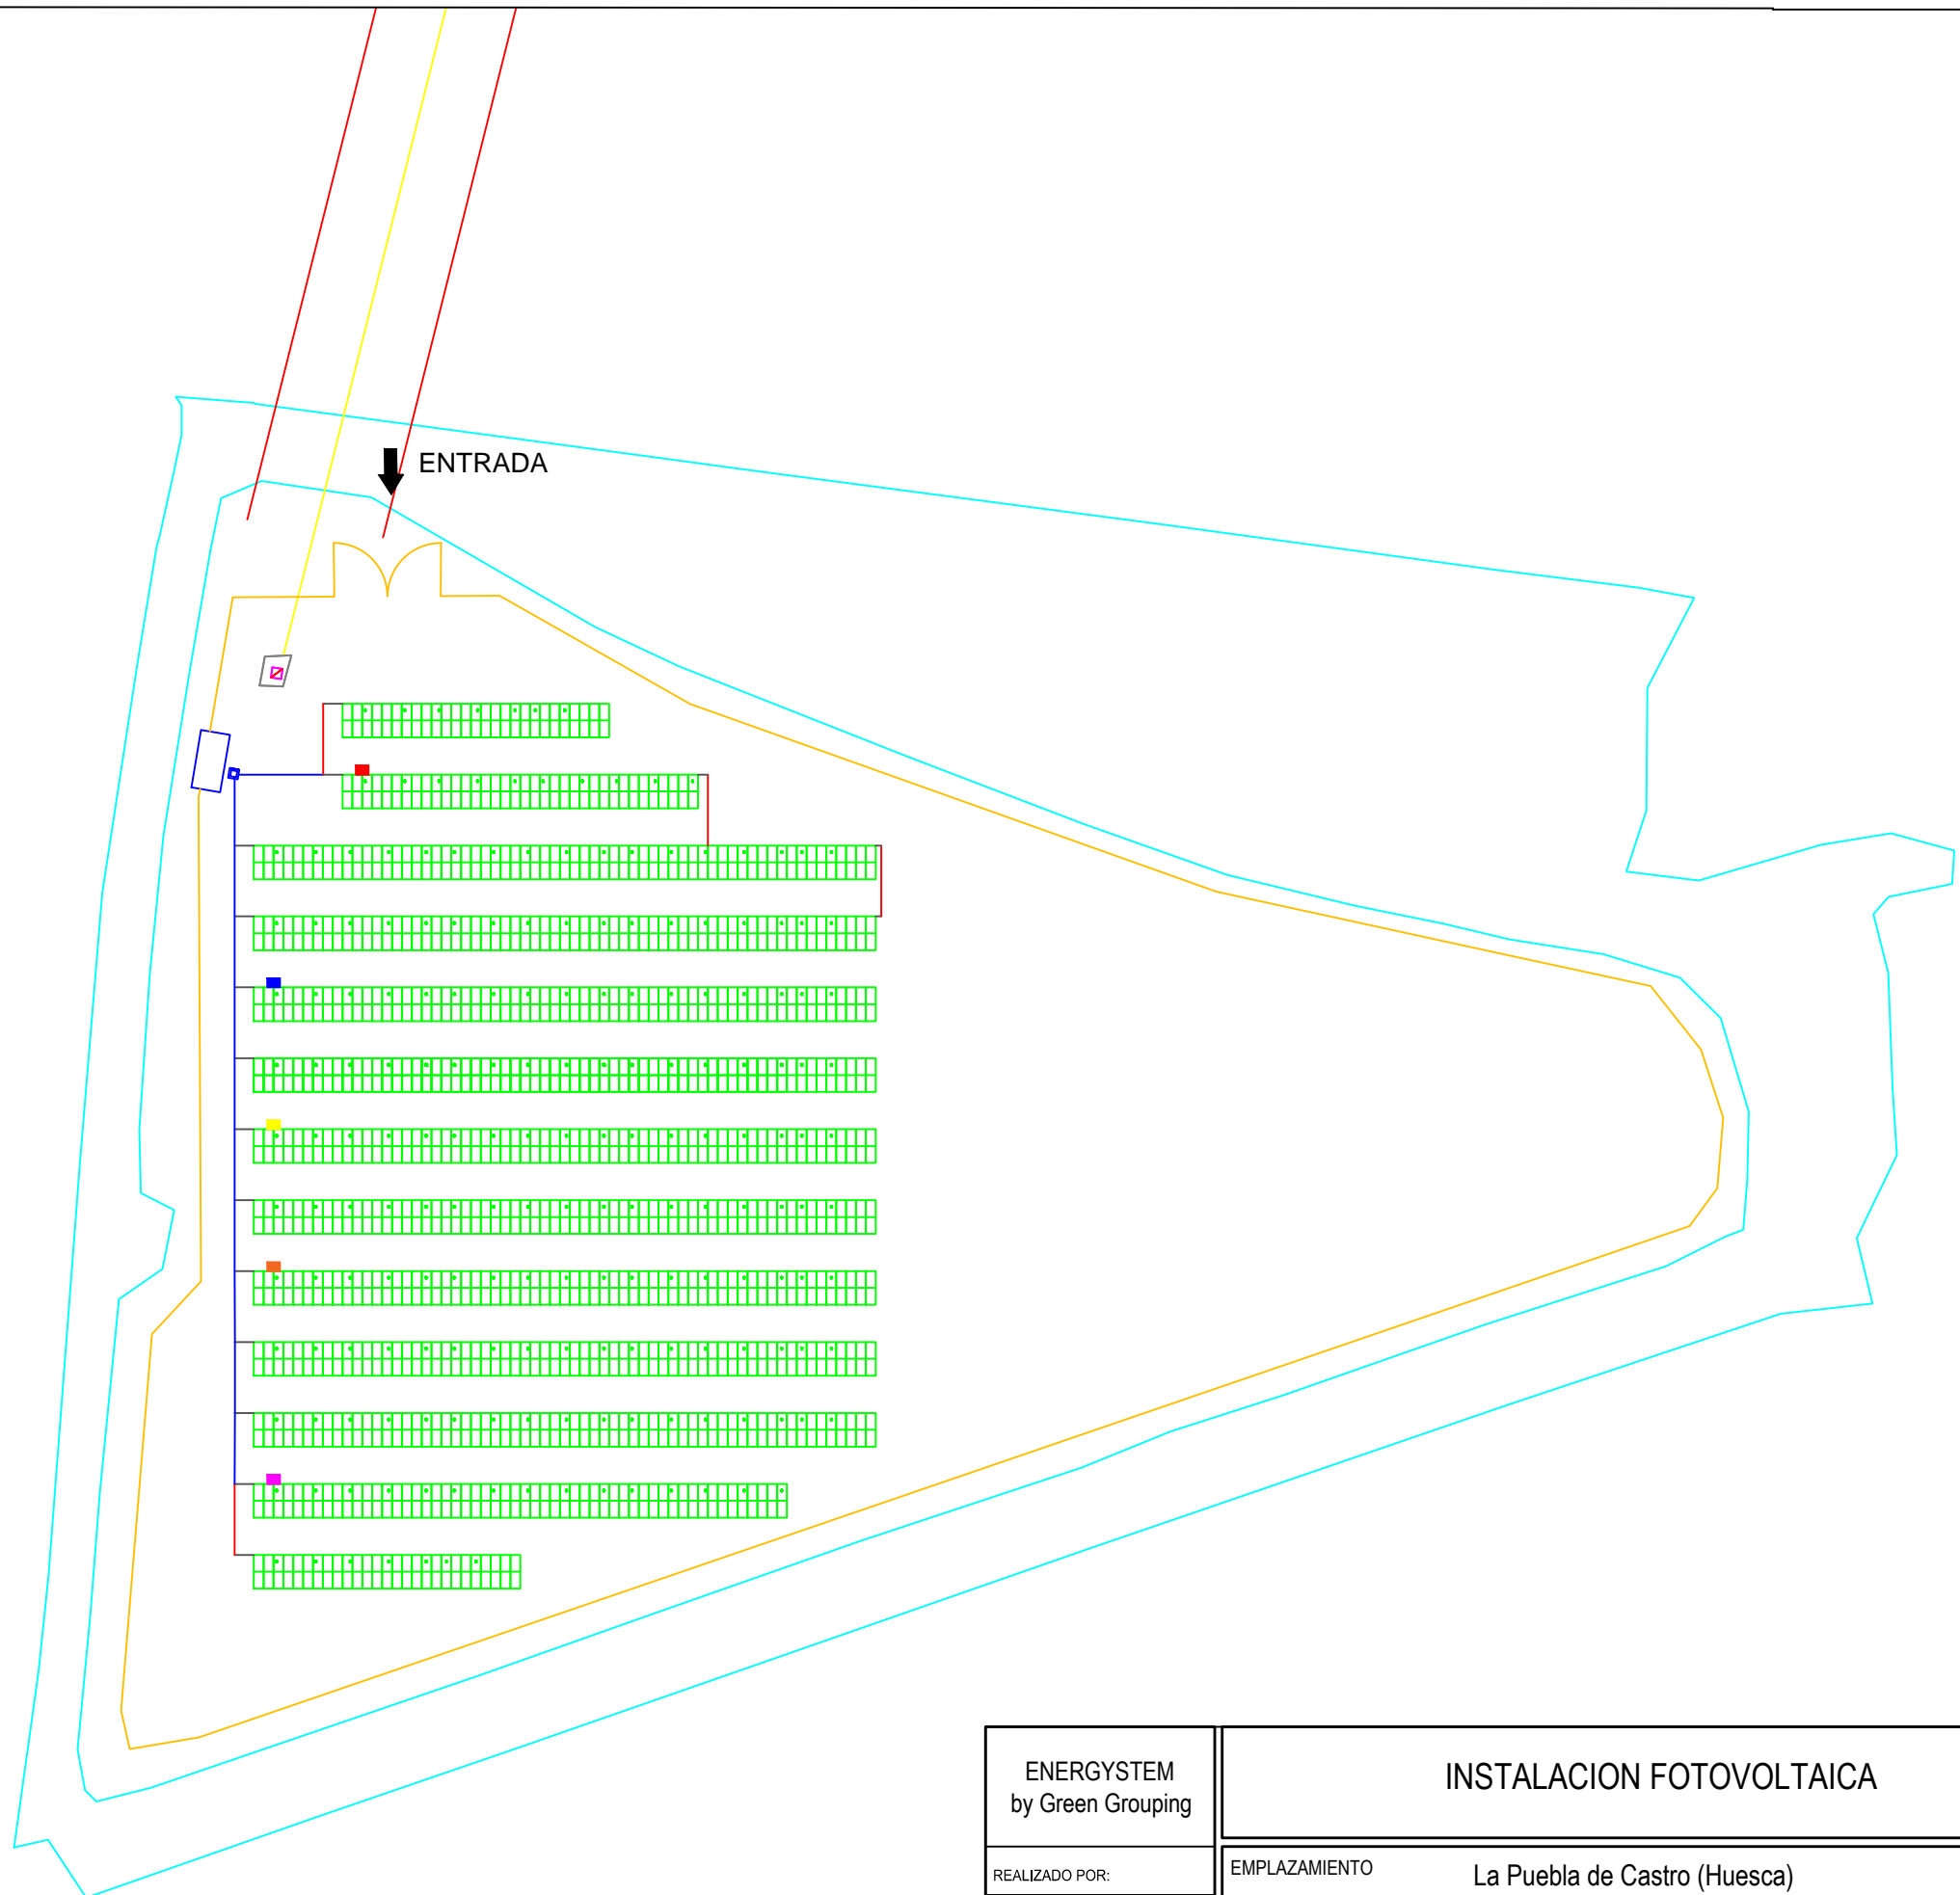 ENTRADA
ENERGYSTEM
by Green Grouping
INSTALACION FOTOVOLTAICA
REALIZADO POR:
EMPLAZAMIENTO
La Puebla de Castro (Huesca)